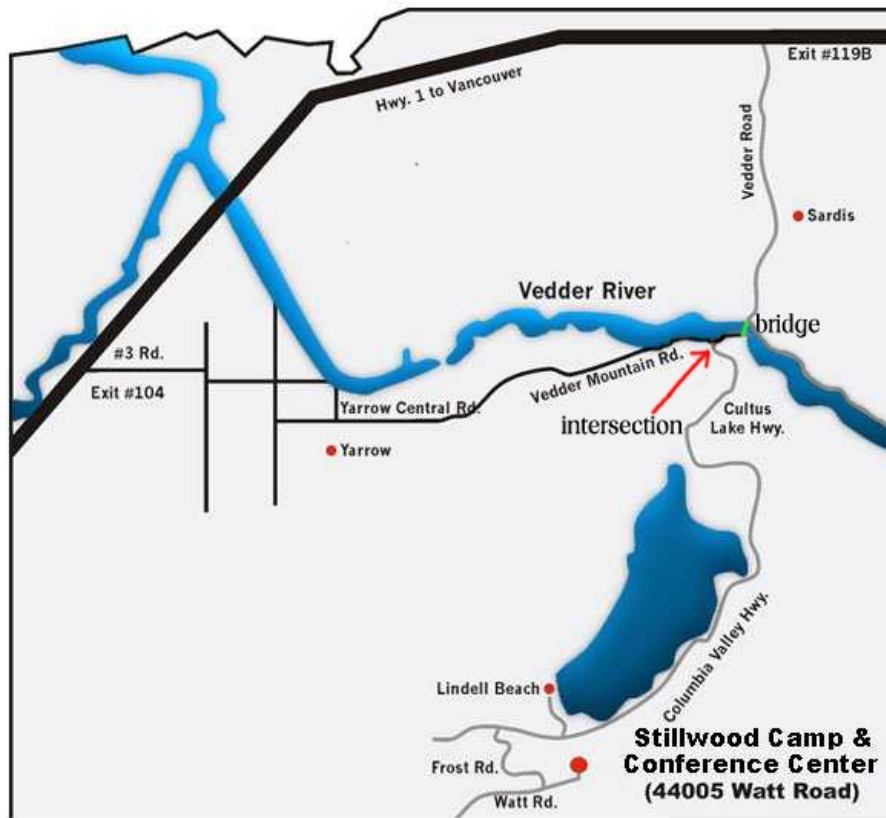 Exit #119B
Hwy. 1 to Vancouver
Vedder Road
Sardis
Vedder River
bridge
#3 Rd.
Exit #104
Vedder Mountain Rd.
Yarrow Central Rd.
intersection
Cultus
Lake Hwy.
Yarrow
Columbia Valley Hwy.
Lindell Beach
Stillwood Camp &
Conference Center
(44005 Watt Road)
Frost Rd.
Watt Rd.